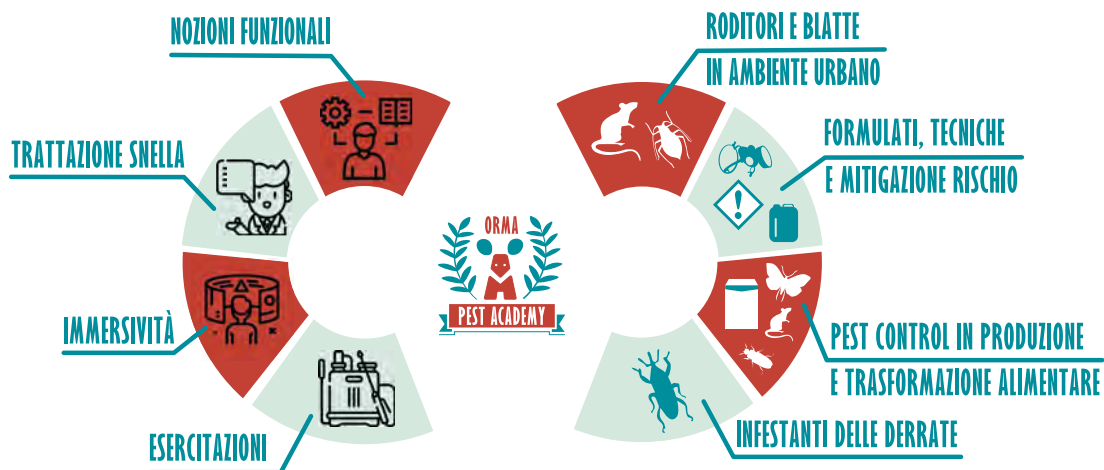 NOZIONI FUNZIONALI
TRATTAZIONE SNELLA
IMMERSIVITÀ
ESERCITAZIONI
ORMA
PEST ACADEMY
RODITORI E BLATTE
IN AMBIENTE URBANO
FORMULATI, TECNICHE
E MITIGAZIONE RISCHIO
PEST CONTROL IN PRODUZIONE
E TRASFORMAZIONE ALIMENTARE
INFESTANTI DELLE DERRATE